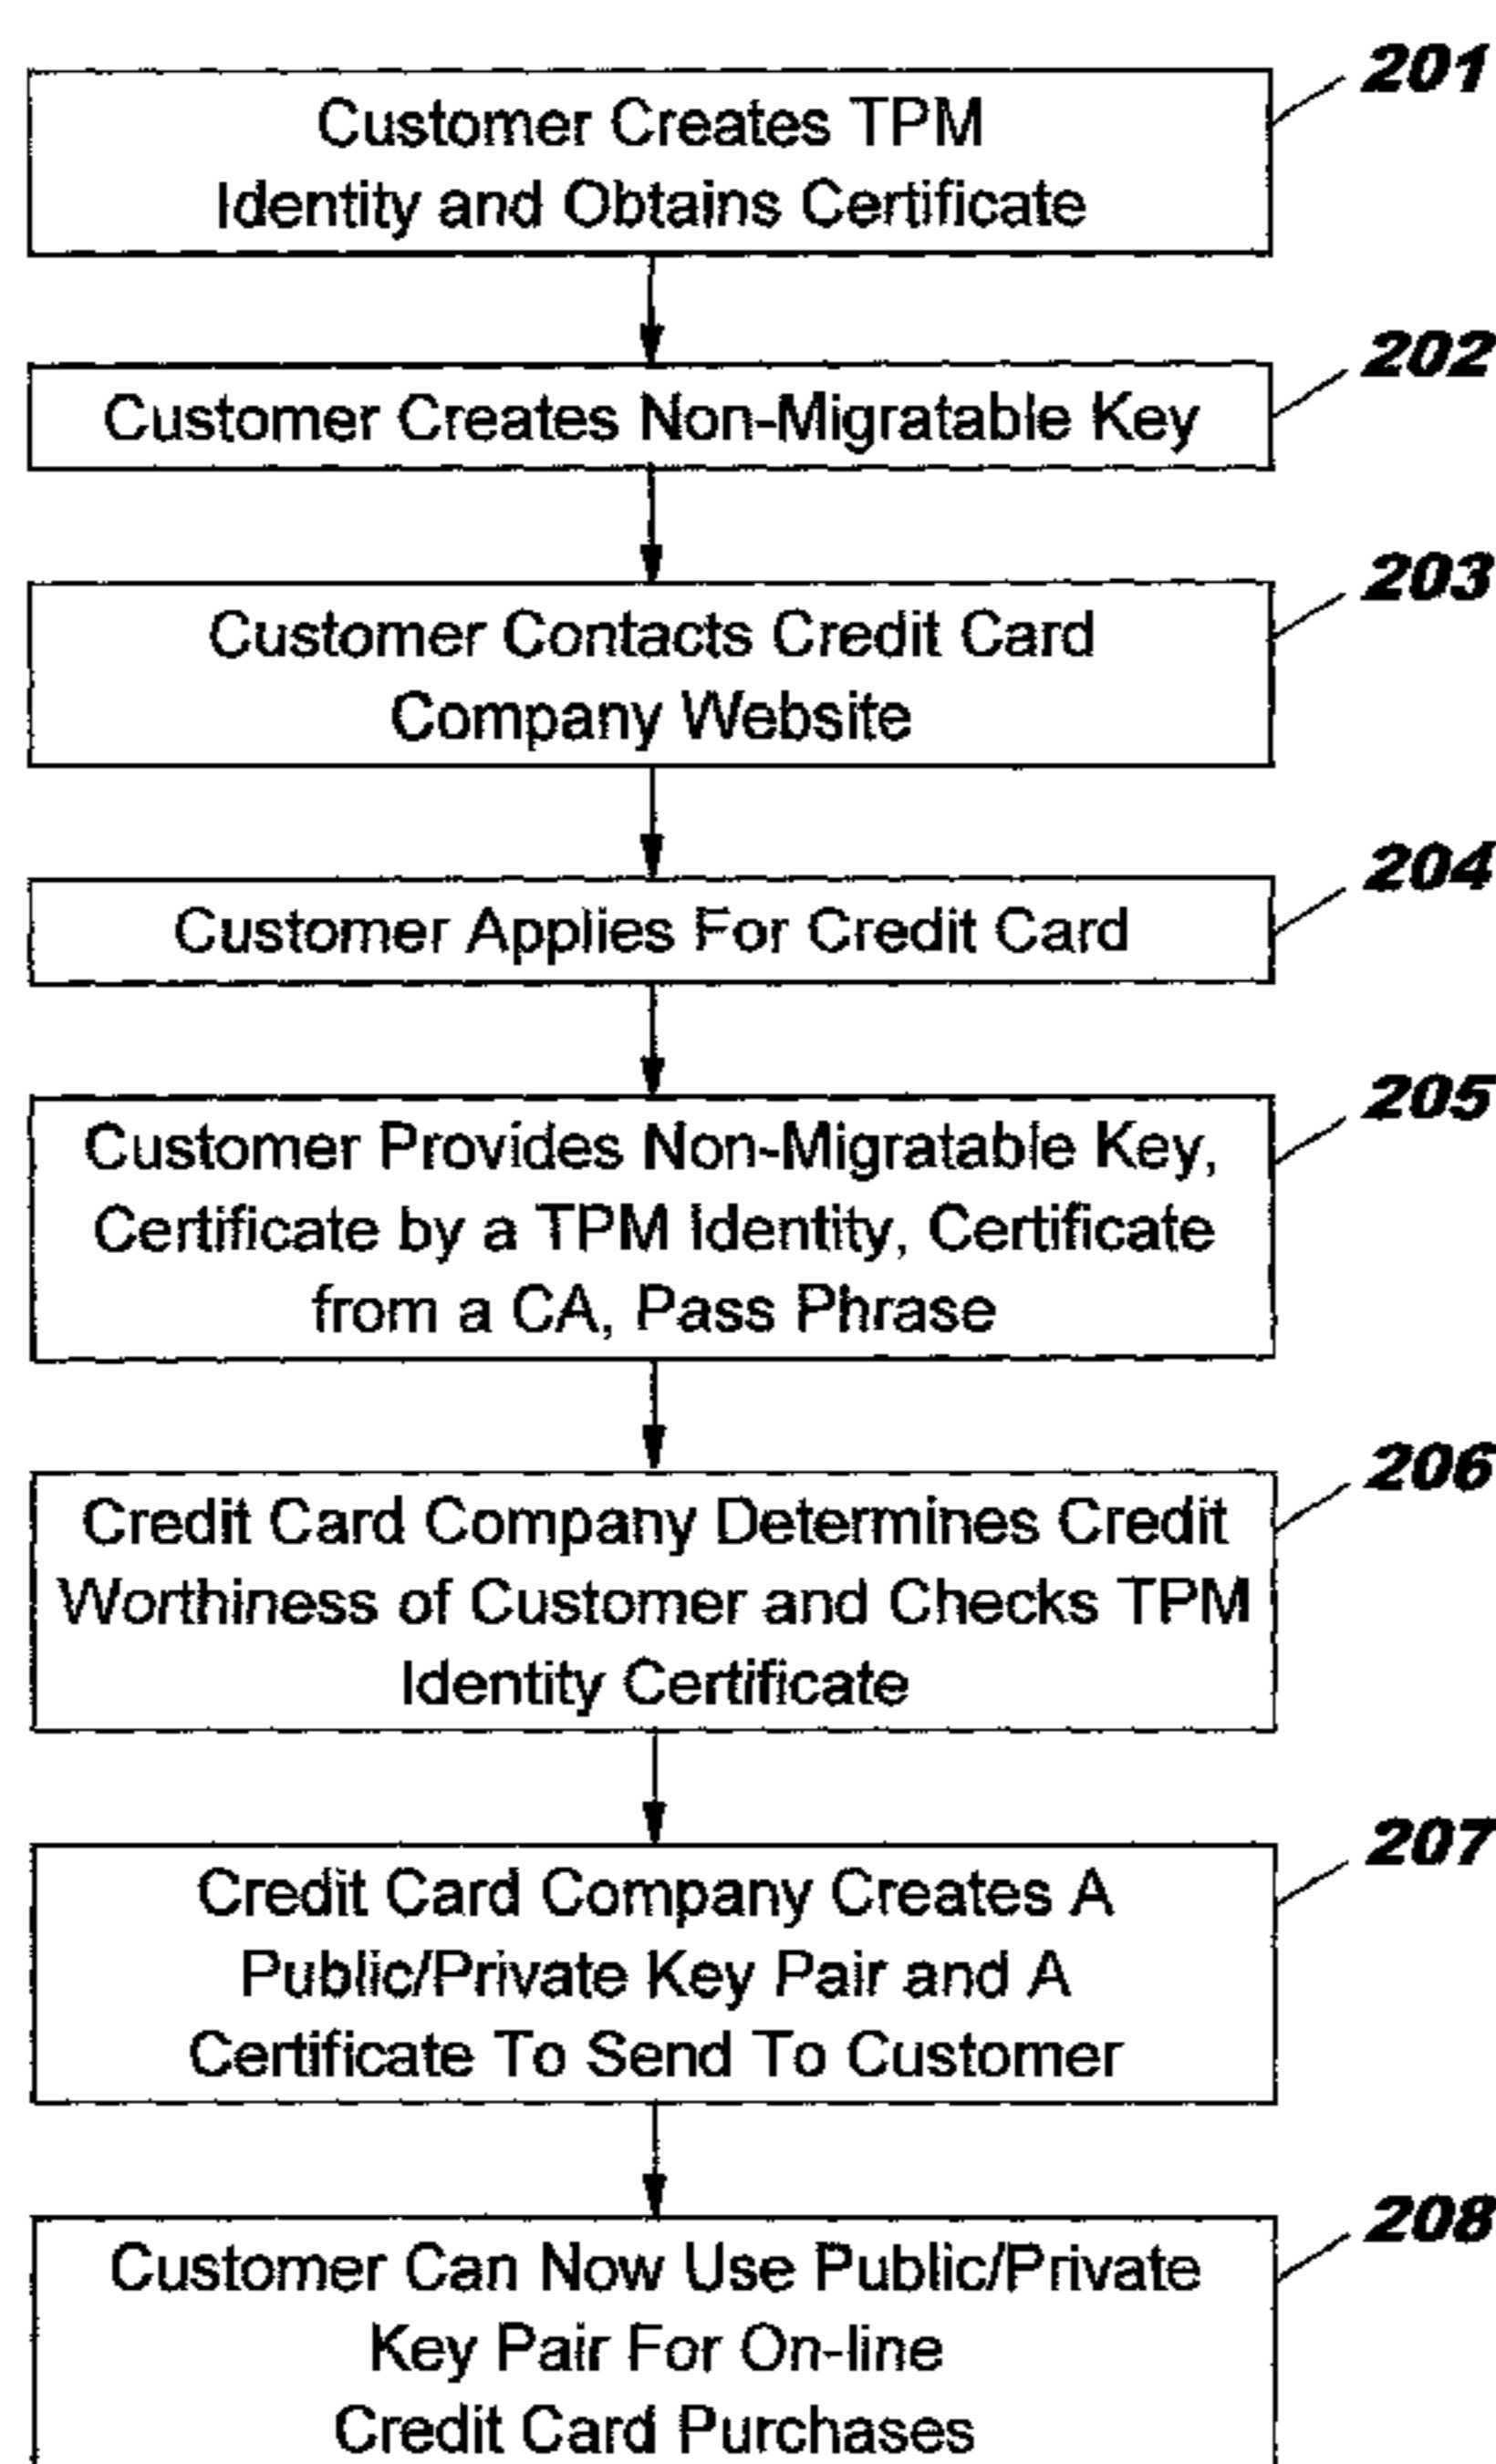 201
Customer Creates TPM
Identity and Obtains Certificate
202
Customer Creates Non-Migratable Key
203
Customer Contacts Credit Card
Company Website
204
Customer Applies For Credit Card
205
Customer Provides Non-Migratable Key,
Certificate by a TPM Identity, Certificate
from a CA, Pass Phrase
206
Credit Card Company Determines Credit
Worthiness of Customer and Checks TPM
Identity Certificate
207
Credit Card Company Creates A
Public/Private Key Pair and A
Certificate To Send To Customer
208
Customer Can Now Use Public/Private
Key Pair For On-line
Credit Card Purchases